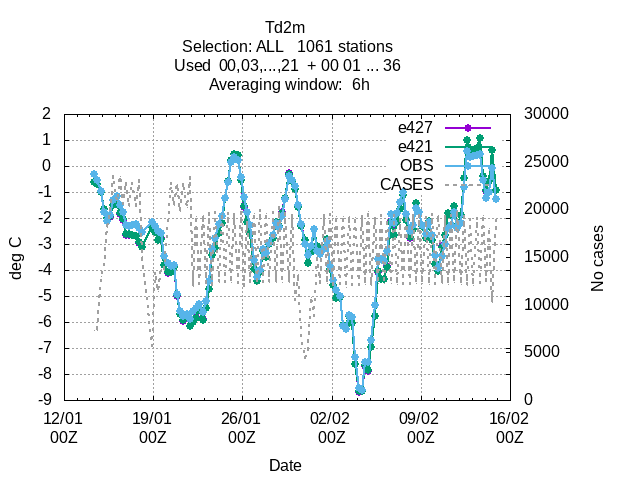 Td2m
Selection: ALL 1061 stations
Used 00,03,...,21 + 00 01 ... 36
Averaging window: 6h
2
1
0
-1
-2
-3
-4
-5
-6
-7
-8
-9
deg C
30000
25000
20000
15000
10000
5000
0
No cases
e427
e421
OBS
CASES
12/01 19/01 26/01 02/02 09/02 16/02
00Z 00Z 00Z 00Z 00Z 00Z
Date